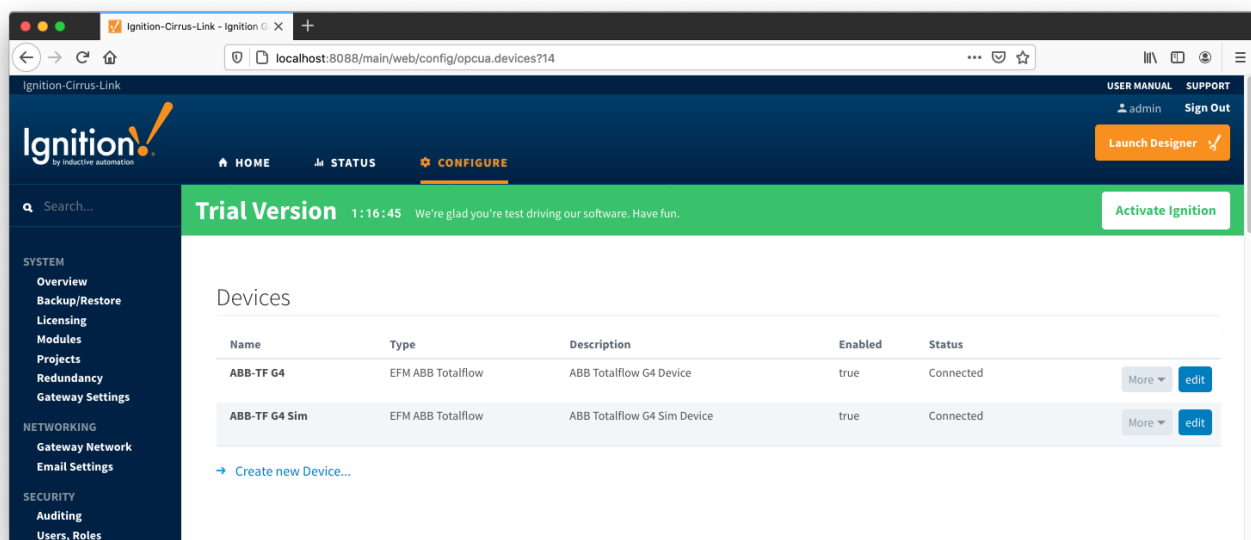 Ignition-Cirrus-Link - Ignition G
localhost:8088/main/web/config/opcua.devices?14
Ignition-Cirrus-Link
USER MANUAL SUPPORT
admin Sign Out
Ignition!
by inductive automation
HOME STATUS CONFIGURE
Launch Designer
Search...
Trial Version 1:16:45 We're glad you're test driving our software. Have fun.
Activate Ignition
SYSTEM
Overview
Backup/Restore
Licensing
Modules
Projects
Redundancy
Gateway Settings
NETWORKING
Gateway Network
Email Settings
SECURITY
Auditing
Users, Roles
Devices
Name Type Description Enabled Status
ABB-TF G4 EFM ABB Totalflow ABB Totalflow G4 Device true Connected More edit
ABB-TF G4 Sim EFM ABB Totalflow ABB Totalflow G4 Sim Device true Connected More edit
Create new Device...